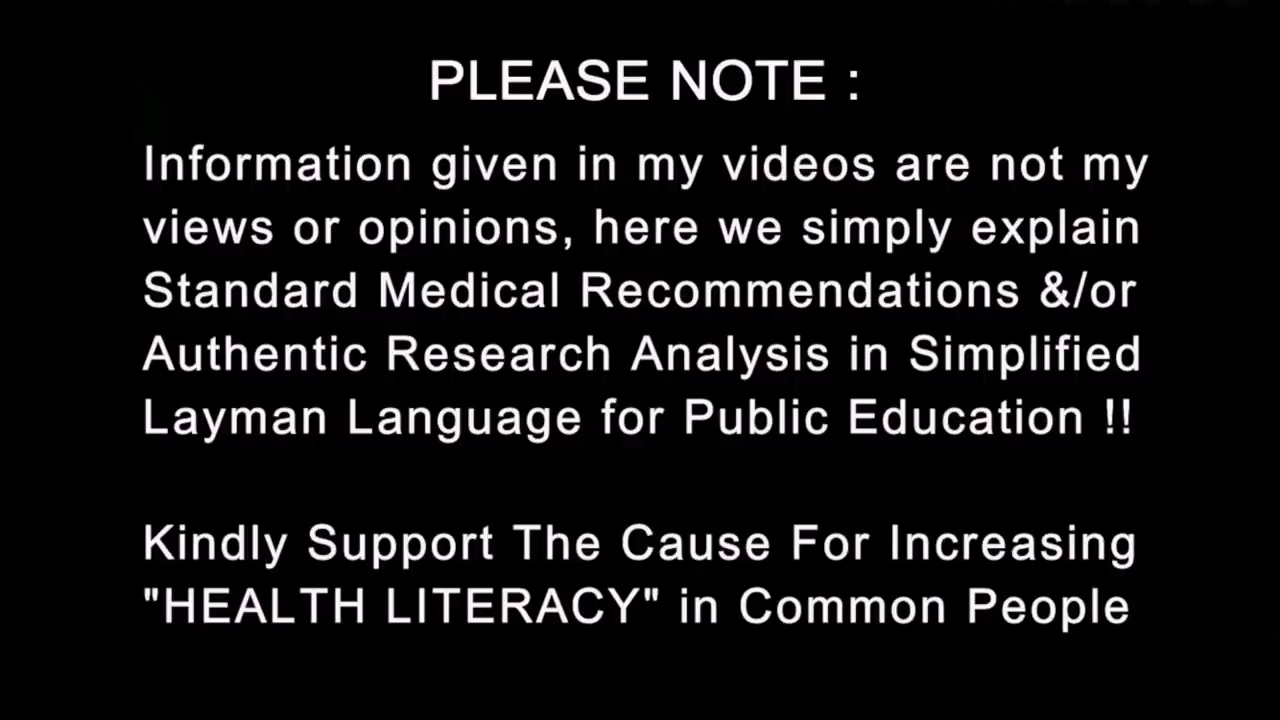 PLEASE NOTE :
Information given in my videos are not my
views or opinions, here we simply explain
Standard Medical Recommendations &/or
Authentic Research Analysis in Simplified
Layman Language for Public Education !!
Kindly Support The Cause For Increasing
"HEALTH LITERACY" in Common People